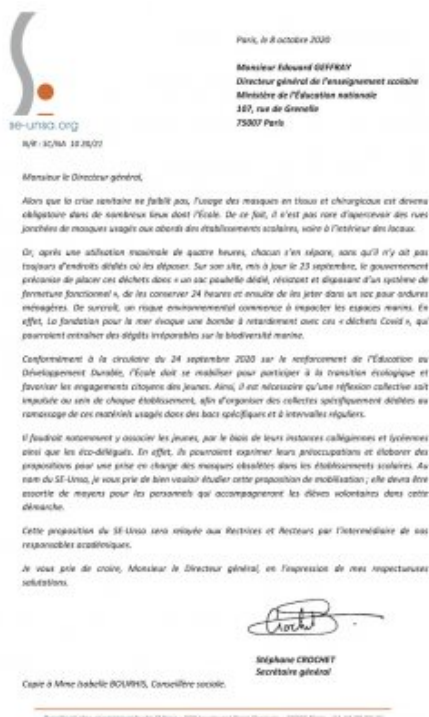 Paris, le 8 octobre 2020
Monsieur Edouard GEFFRAY
Directeur général de l'enseignement scolaire
Ministère de l'Éducation nationale
107, rue de Grenelle
75007 Paris
se-unsa.org
N/R : SC/NA 10.20/
Monsieur le Directeur général,
Alors que la crise sanitaire ne faiblit pas, l'usage des masques en tissus et chirurgicaux est devenu
obligatoire dans de nombreux lieux dont l'École. De ce fait, il n'est pas rare d'apercevoir des rues
jonchées de masques usagés aux abords des établissements scolaires, voire à l'intérieur des locaux.
Or, après une utilisation maximale de quatre heures, chacun s'en sépare, sans qu'il n'y ait pas
toujours d'endroits dédiés où les déposer. Sur son site, mis à jour le 23 septembre, le gouvernement
préconise de placer ces déchets dans « un sac poubelle dédié, résistant et disposant d'un système de
fermeture fonctionnel », de les conserver 24 heures et ensuite de les jeter dans un sac pour ordures
ménagères. De surcroît, un risque environnemental commence à impacter les espaces marins. En
effet, La fondation pour la mer évoque une bombe à retardement avec ces « déchets Covid », qui
pourraient entraîner des dégâts irréparables sur la biodiversité marine.
Conformément à la circulaire du 24 septembre 2020 sur le renforcement de l'Éducation au
Développement Durable, l'École doit se mobiliser pour participer à la transition écologique et
favoriser les engagements citoyens des jeunes. Ainsi, il est nécessaire qu'une réflexion collective soit
impulsée au sein de chaque établissement, afin d'organiser des collectes spécifiquement dédiées au
ramassage de ces matériels usagés dans des bacs spécifiques et à intervalles réguliers.
Il faudrait notamment y associer les jeunes, par le biais de leurs instances collégiennes et lycéennes
ainsi que les éco-délégués. En effet, ils pourraient exprimer leurs préoccupations et élaborer des
propositions pour une prise en charge des masques obsolètes dans les établissements scolaires. Au
nom du SE-Unsa, je vous prie de bien vouloir étudier cette proposition de mobilisation ; elle devra être
assortie de moyens pour les personnels qui accompagneront les élèves volontaires dans cette
démarche.
Cette proposition du SE-Unsa sera relayée aux Rectrices et Recteurs par l'intermédiaire de nos
responsables académiques.
Je vous prie de croire, Monsieur le Directeur général, en l'expression de mes respectueuses
salutations.
Crochet
Stéphane CROCHET
Secrétaire général
Copie à Mme Isabelle BOURHIS, Conseillère sociale.